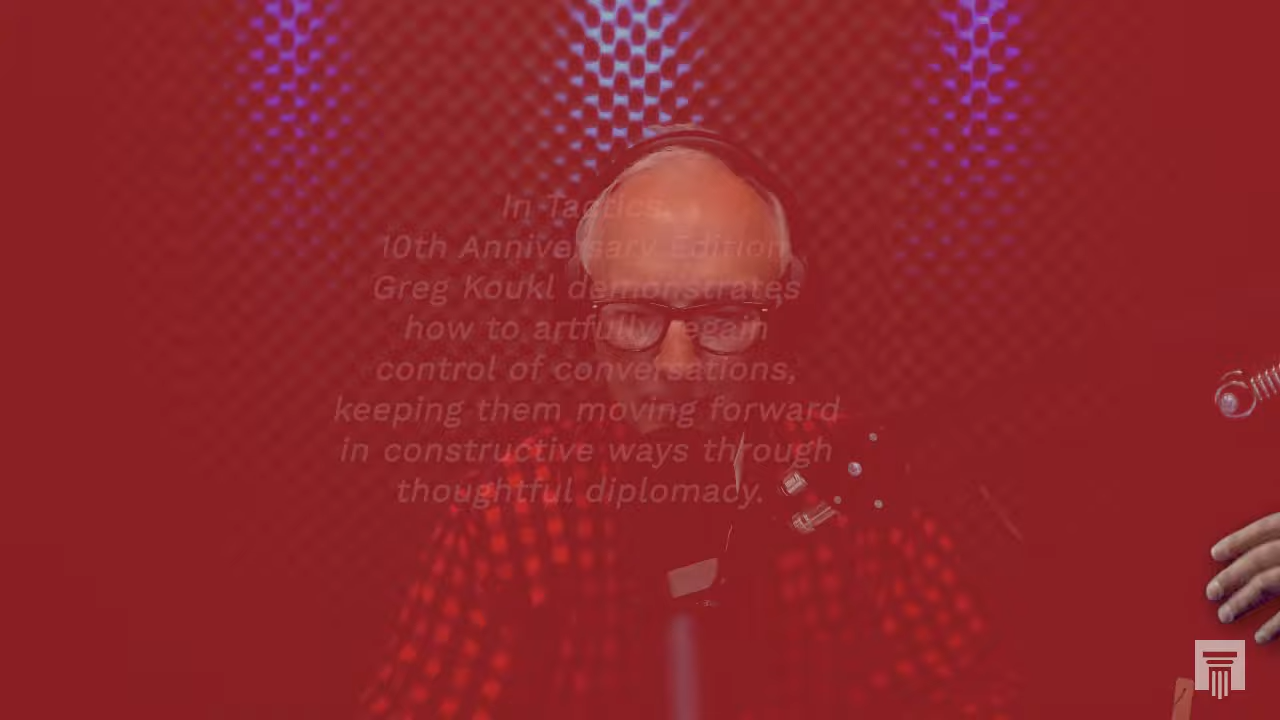 In Tactics,
10th Anniversary Edition
Greg Koukl demonstrates
how to artfully regain
control of conversations,
keeping them moving forward
in constructive ways through
thoughtful diplomacy.